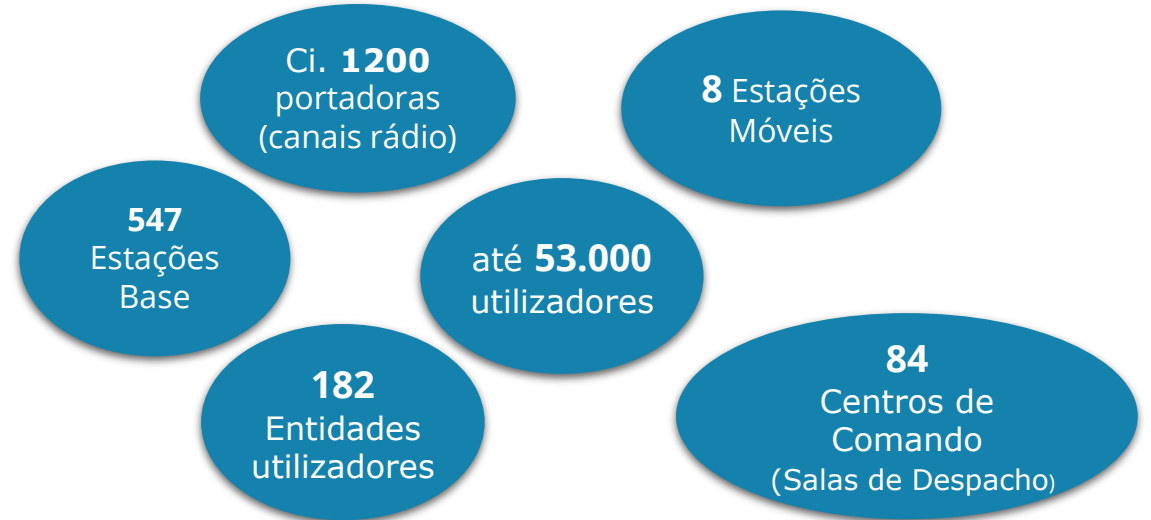 Ci. 1200
portadoras
(canais rádio)
8 Estações
Móveis
547
Estações
Base
até 53.000
utilizadores
182
Entidades
utilizadores
84
Centros de
Comando
(Salas de Despacho)